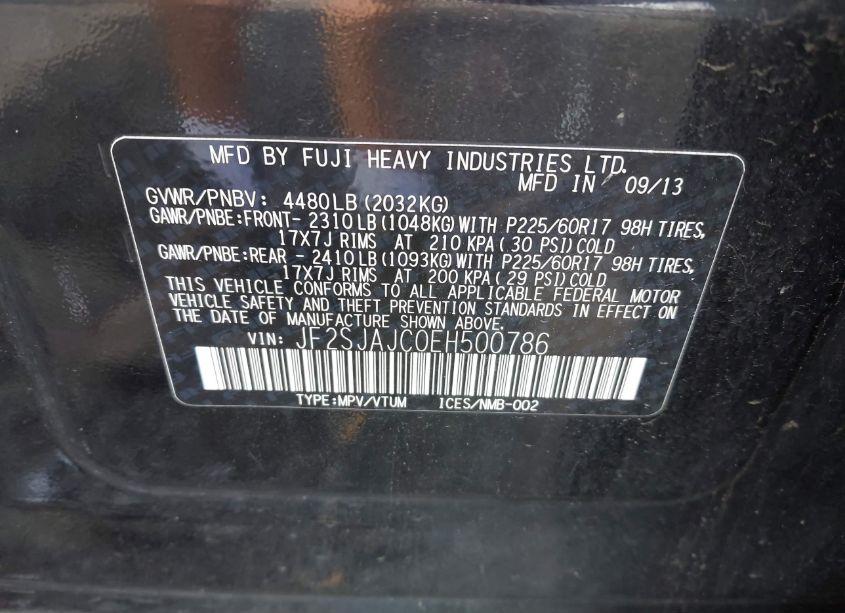 MFD BY FUJI HEAVY INDUSTRIES LTD.
MFD IN 09/13
GVWR/PNBV: 4480LB(2032KG)
GAWR/PNBE:FRONT- 2310LB(1048KG)WITH P225/60R17 98H TIRES,
17X7J RIMS AT 210 KPA( 30 PSI)COLD
GAWR/PNBE:REAR - 2410LB(1093KG)WITH P225/60R17 98H TIRES,
17X7J RIMS AT 200 KPA( 29 PSI)COLD
THIS VEHICLE CONFORMS TO ALL APPLICABLE FEDERAL MOTOR
VEHICLE SAFETY AND THEFT PREVENTION STANDARDS IN EFFECT ON
THE DATE OF MANUFACTURE SHOWN ABOVE.
VIN: JF2SJAJC0EH500786
TYPE:MPV/VTUM ICES/NMB-002